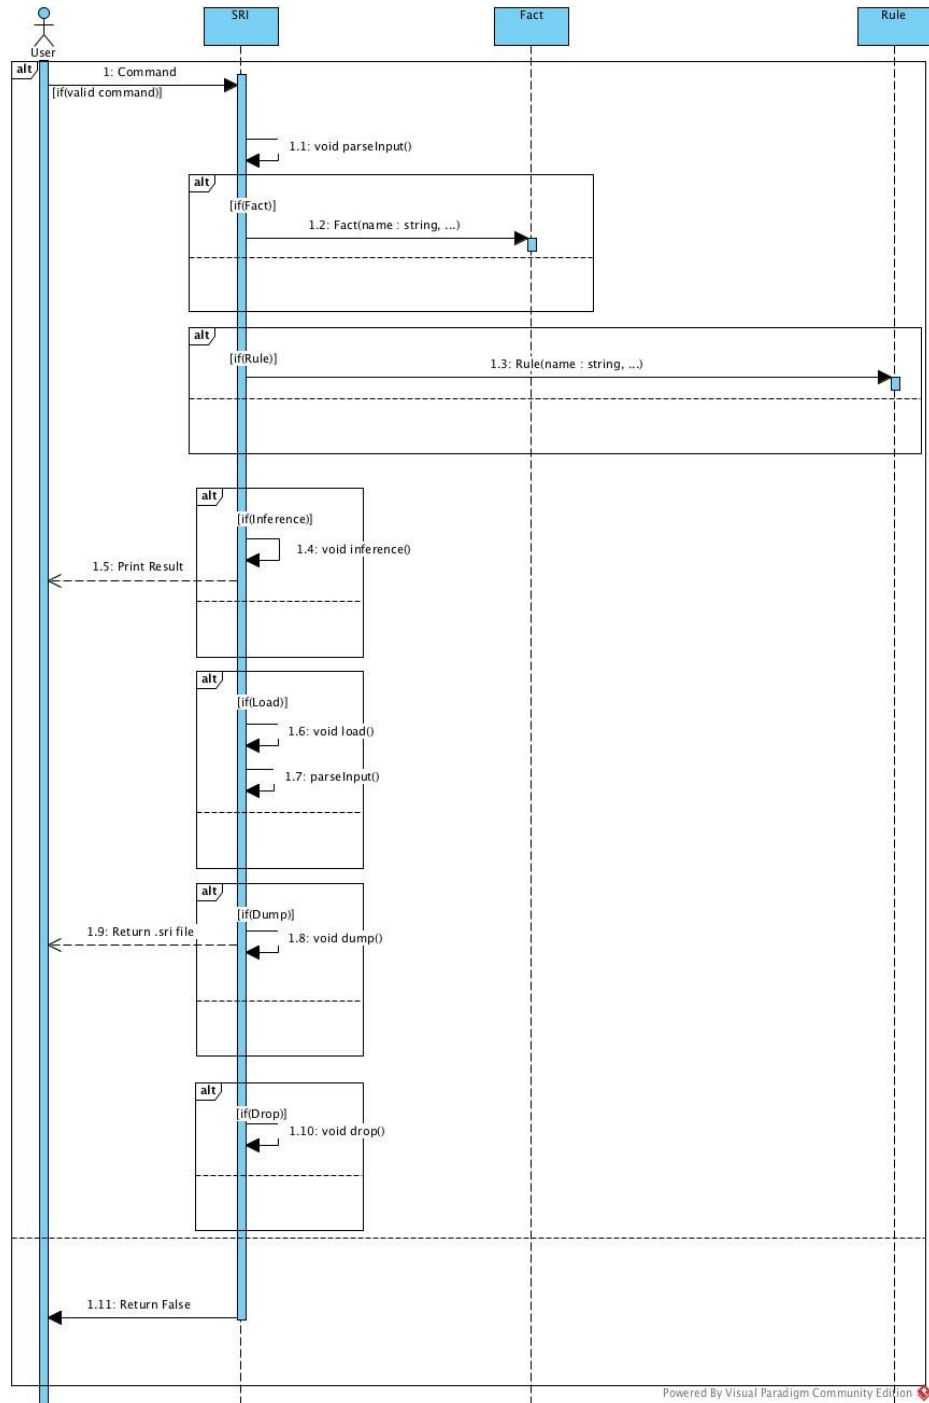 SRI
Fact
Rule
User
alt
1: Command
[if(valid command)]
1.1: void parseInput()
alt
[if(Fact)]
1.2: Fact(name : string, ...)
alt
[if(Rule)]
1.3: Rule(name : string, ...)
alt
[if(Inference)]
1.4: void inference()
1.5: Print Result
alt
[if(Load)]
1.6: void load()
1.7: parseInput()
alt
[if(Dump)]
1.9: Return .sri file
1.8: void dump()
alt
[if(Drop)]
1.10: void drop()
1.11: Return False
Powered By Visual Paradigm Community Edition